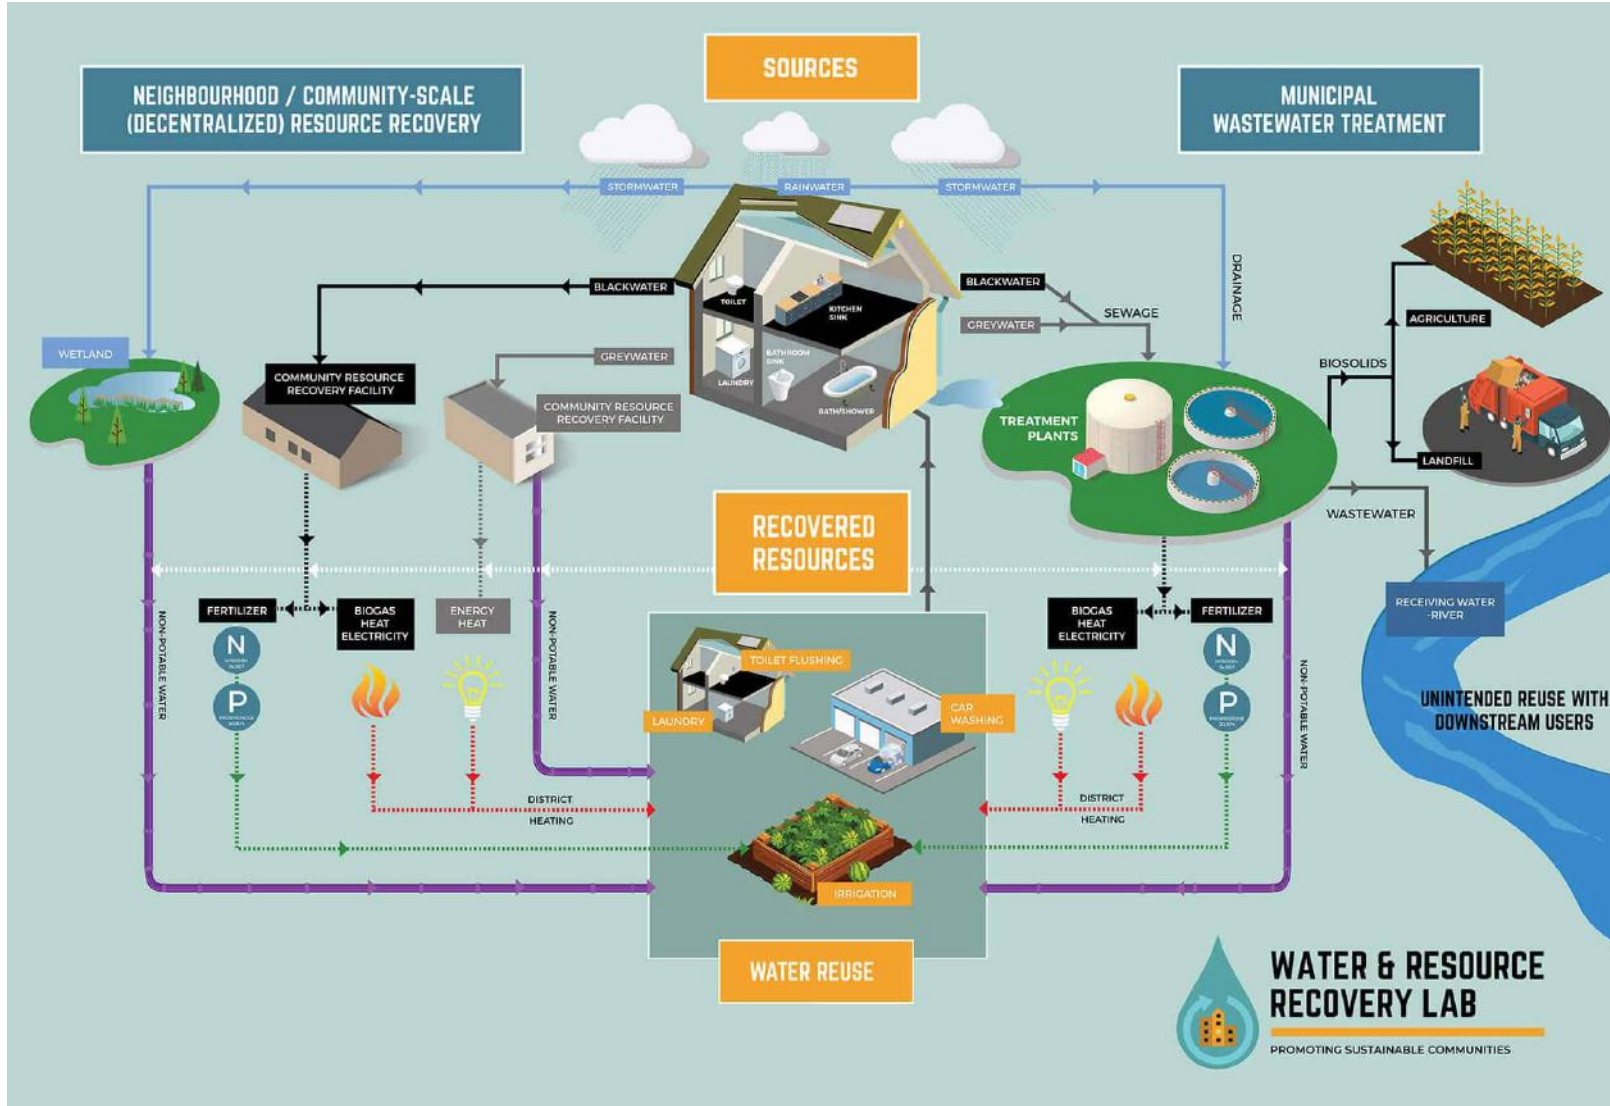 SOURCES
NEIGHBOURHOOD / COMMUNITY-SCALE
(DECENTRALIZED) RESOURCE RECOVERY
MUNICIPAL
WASTEWATER TREATMENT
STORMWATER
RAINWATER
STORMWATER
BLACKWATER
GREYWATER
WETLAND
COMMUNITY RESOURCE
RECOVERY FACILITY
COMMUNITY RESOURCE
RECOVERY FACILITY
TOILET
KITCHEN
SINK
LAUNDRY
BATHROOM
SINK
BATH/SHOWER
BLACKWATER
GREYWATER
SEWAGE
DRAINAGE
TREATMENT
PLANTS
BIOSOLIDS
AGRICULTURE
LANDFILL
WASTEWATER
RECEIVING WATER
-RIVER
UNINTENDED REUSE WITH
DOWNSTREAM USERS
RECOVERED
RESOURCES
FERTILIZER
BIOGAS
HEAT
ELECTRICITY
ENERGY
HEAT
N
P
NON-POTABLE WATER
NON-POTABLE WATER
DISTRICT
HEATING
TOILET FLUSHING
LAUNDRY
CAR
WASHING
IRRIGATION
WATER REUSE
BIOGAS
HEAT
ELECTRICITY
FERTILIZER
N
P
NON-POTABLE WATER
DISTRICT
HEATING
WATER & RESOURCE
RECOVERY LAB
PROMOTING SUSTAINABLE COMMUNITIES